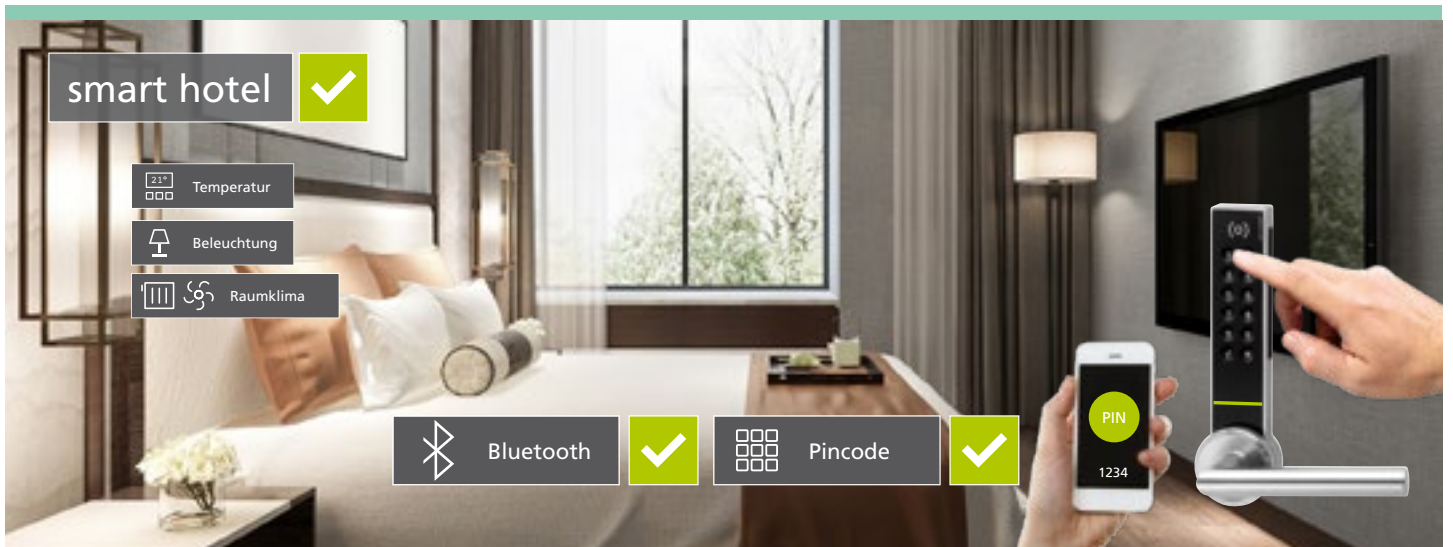 smart hotel
21°
Temperatur
Beleuchtung
Raumklima
Bluetooth
Pincode
PIN
1234